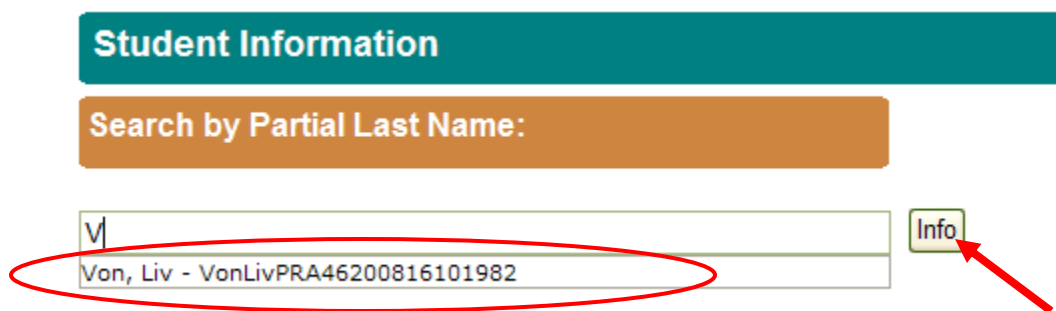 Student Information
Search by Partial Last Name:
V
Info
Von, Liv - VonLivPRA46200816101982